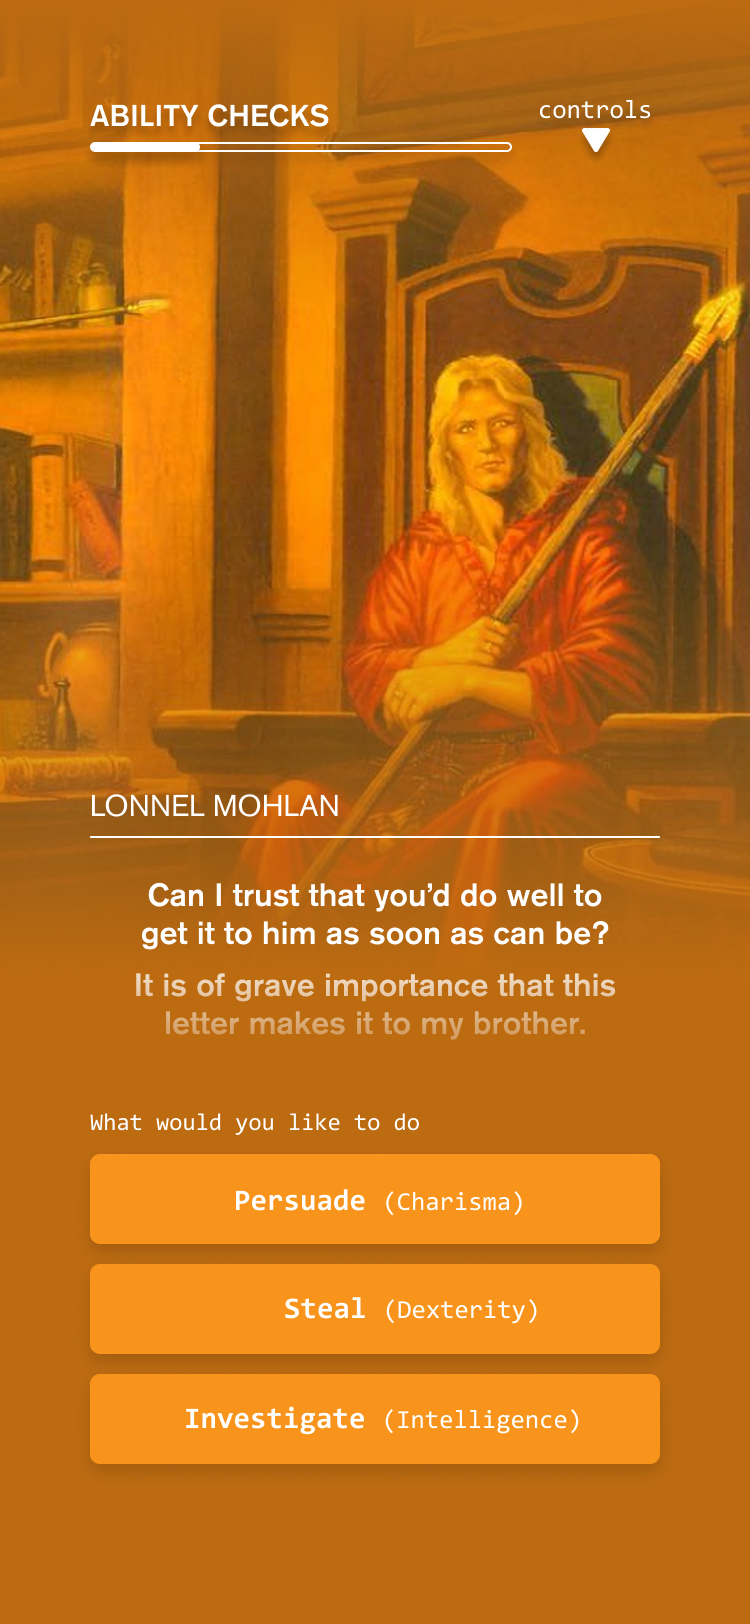 ABILITY CHECKS
controls
LONNEL MOHLAN
Can I trust that you’d do well to
get it to him as soon as can be?
It is of grave importance that this
letter makes it to my brother.
What would you like to do
Persuade (Charisma)
Steal (Dexterity)
Investigate (Intelligence)